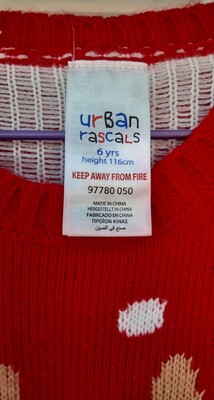 urBan
rascals
6 yrs
height 116cm
KEEP AWAY FROM FIRE
97780 050
MADE IN CHINA
HERGESTELLT IN CHINA
FABRICADO EN CHINA
ΠΡΟΪΟΝ ΚΙΝΑΣ
صنع في الصين